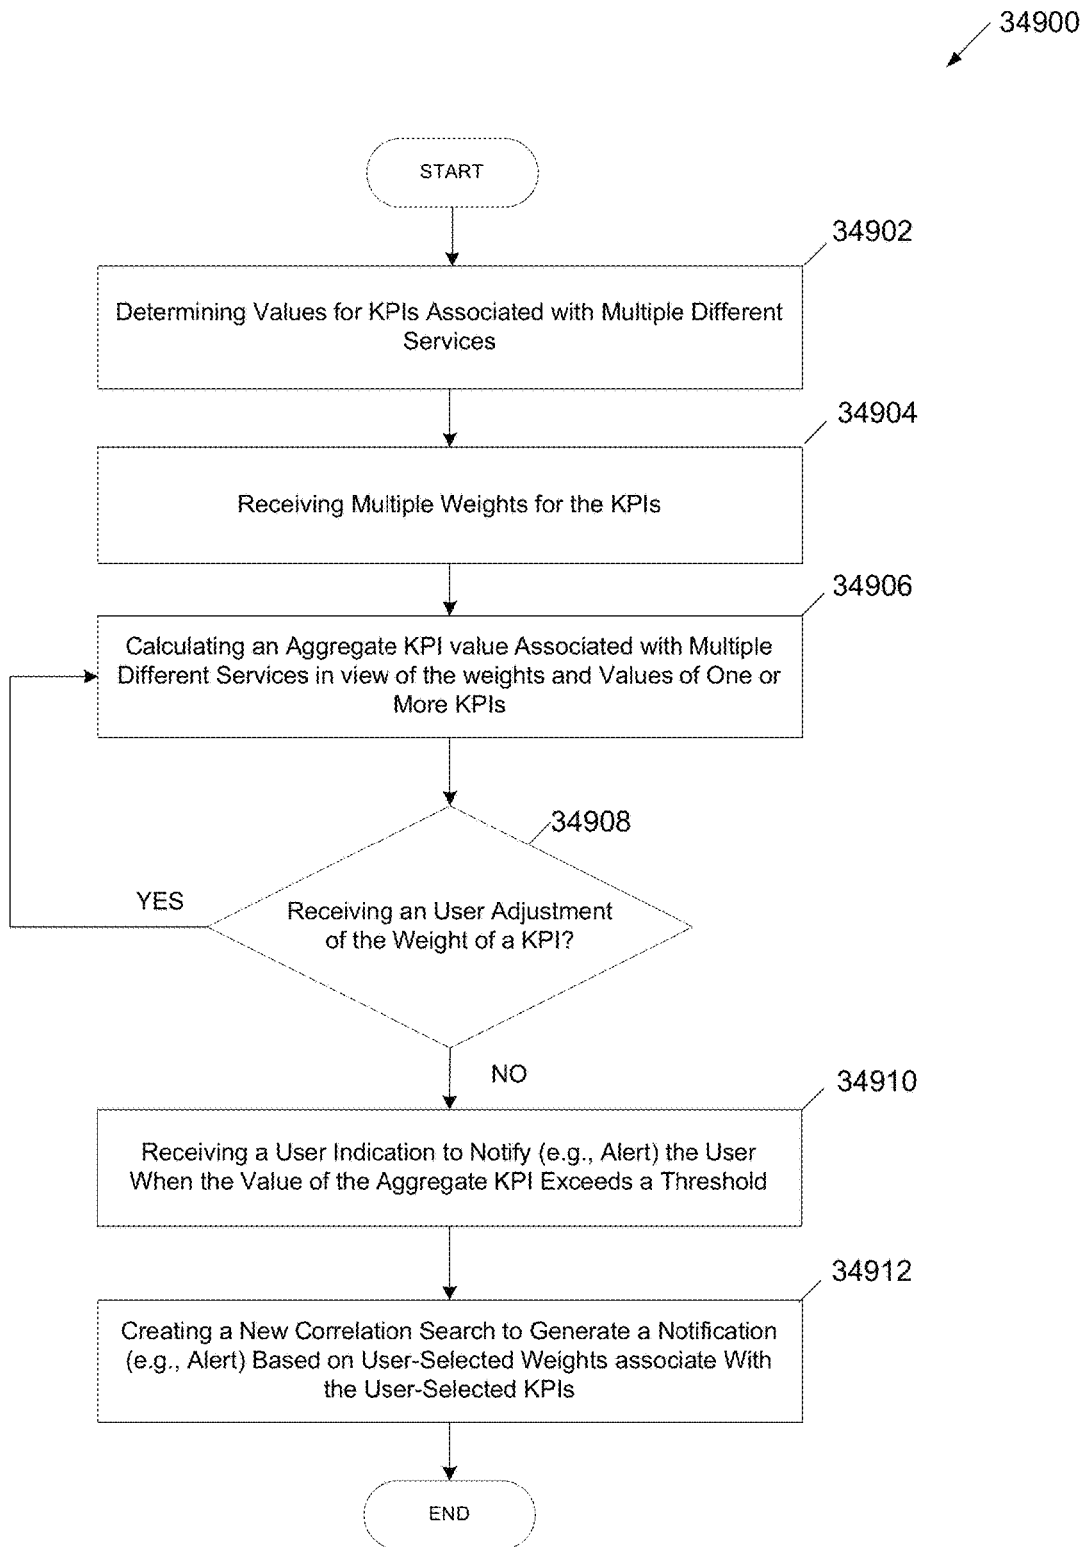 34900
START
34902
Determining Values for KPIs Associated with Multiple Different
Services
34904
Receiving Multiple Weights for the KPIs
34906
Calculating an Aggregate KPI value Associated with Multiple
Different Services in view of the weights and Values of One or
More KPIs
34908
YES
Receiving an User Adjustment
of the Weight of a KPI?
NO
34910
Receiving a User Indication to Notify (e.g., Alert) the User
When the Value of the Aggregate KPI Exceeds a Threshold
34912
Creating a New Correlation Search to Generate a Notification
(e.g., Alert) Based on User-Selected Weights associate With
the User-Selected KPIs
END